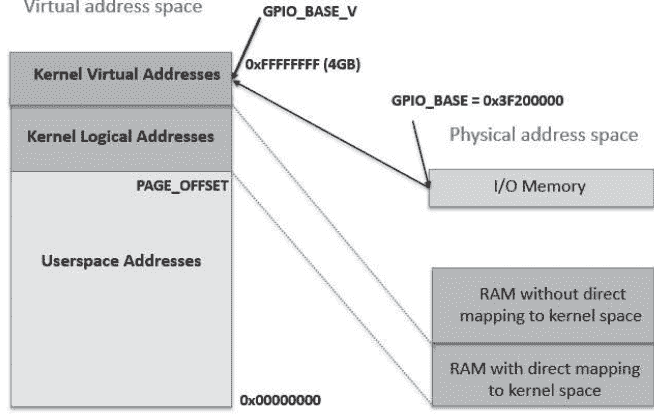 Virtual address space
GPIO_BASE_V
0xFFFFFFFF (4GB)
Kernel Virtual Addresses
GPIO_BASE = 0x3F200000
Physical address space
Kernel Logical Addresses
PAGE_OFFSET
I/O Memory
Userspace Addresses
RAM without direct
mapping to kernel space
RAM with direct mapping
to kernel space
0x00000000